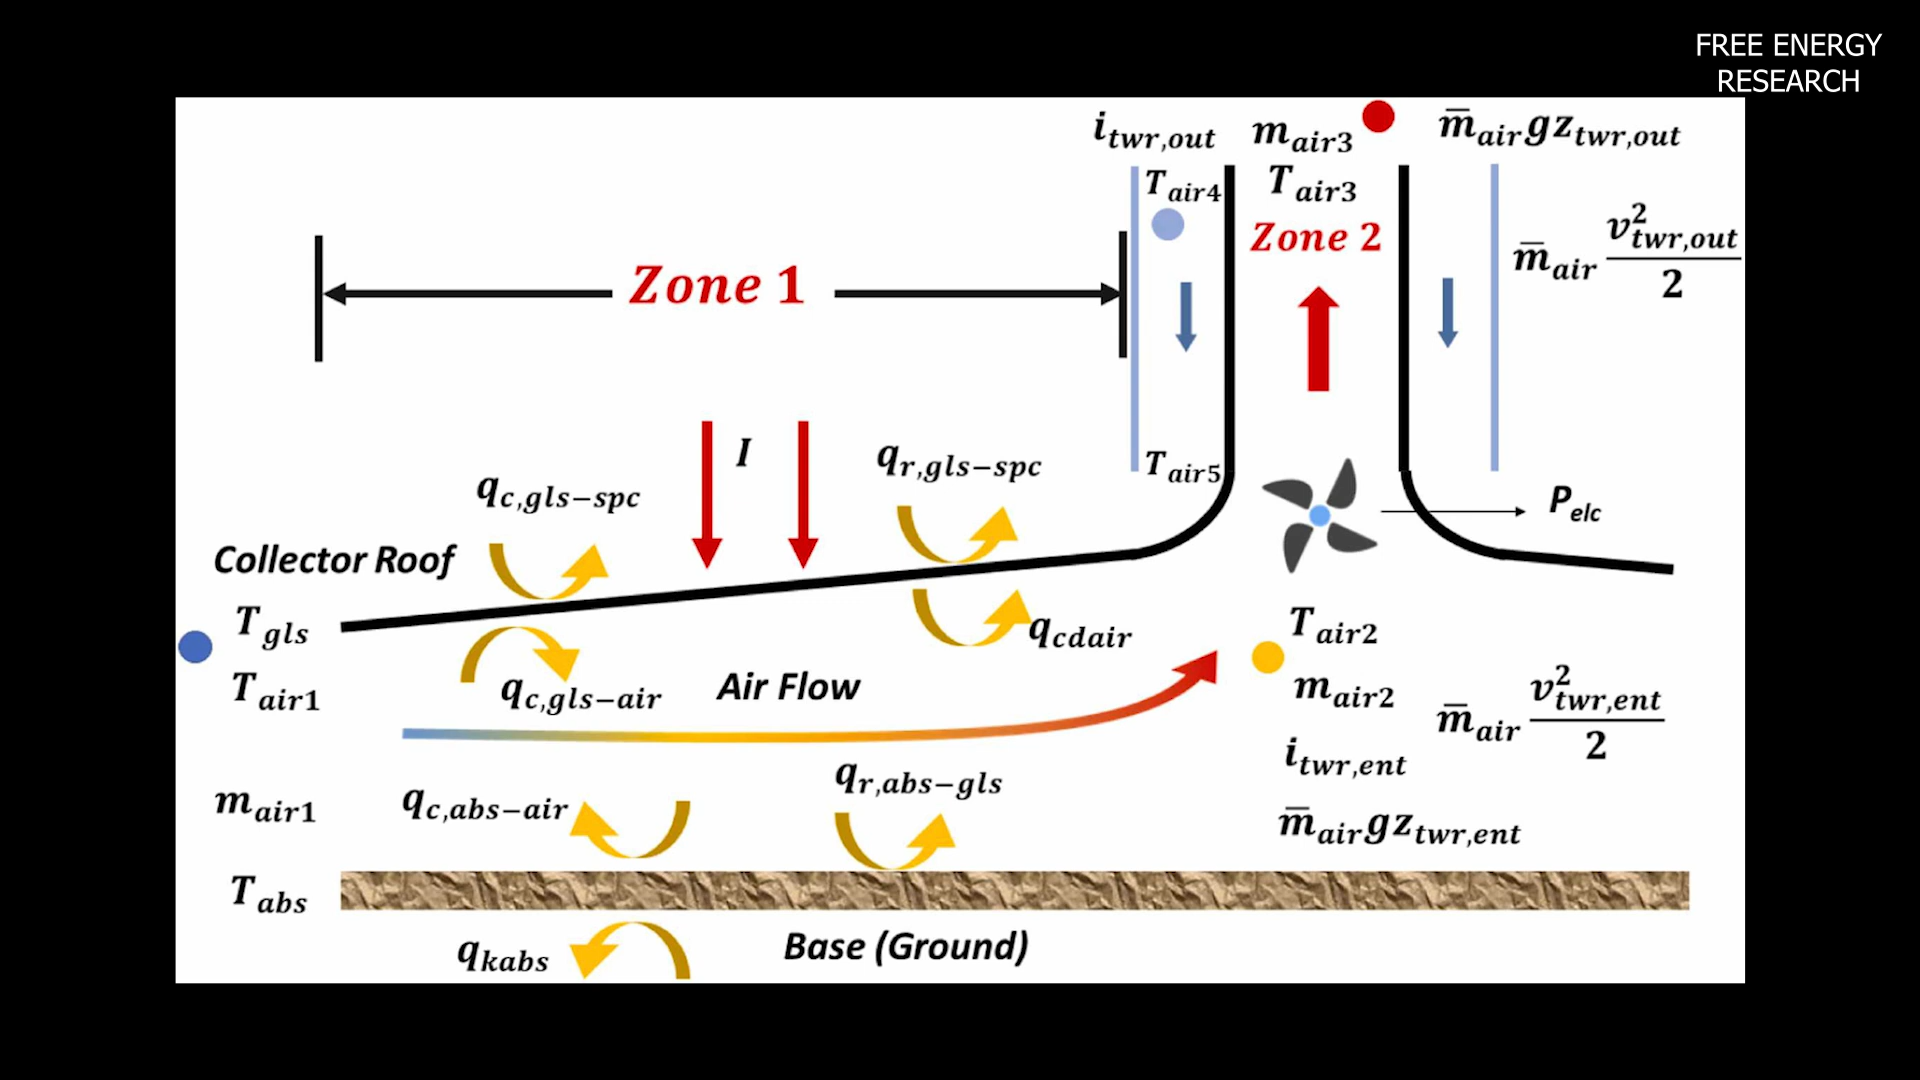 FREE ENERGY
RESEARCH
i_twr,out
m_air3
m̅_air gz_twr,out
T_air4
T_air3
Zone 2
m̅_air v²_twr,out / 2
Zone 1
I
q_r,gls−spc
T_air5
q_c,gls−spc
P_elc
Collector Roof
T_gls
q_cdair
T_air2
T_air1
q_c,gls−air
Air Flow
m_air2
m̅_air v²_twr,ent / 2
i_twr,ent
q_r,abs−gls
m_air1
q_c,abs−air
m̅_air gz_twr,ent
T_abs
q_kabs
Base (Ground)